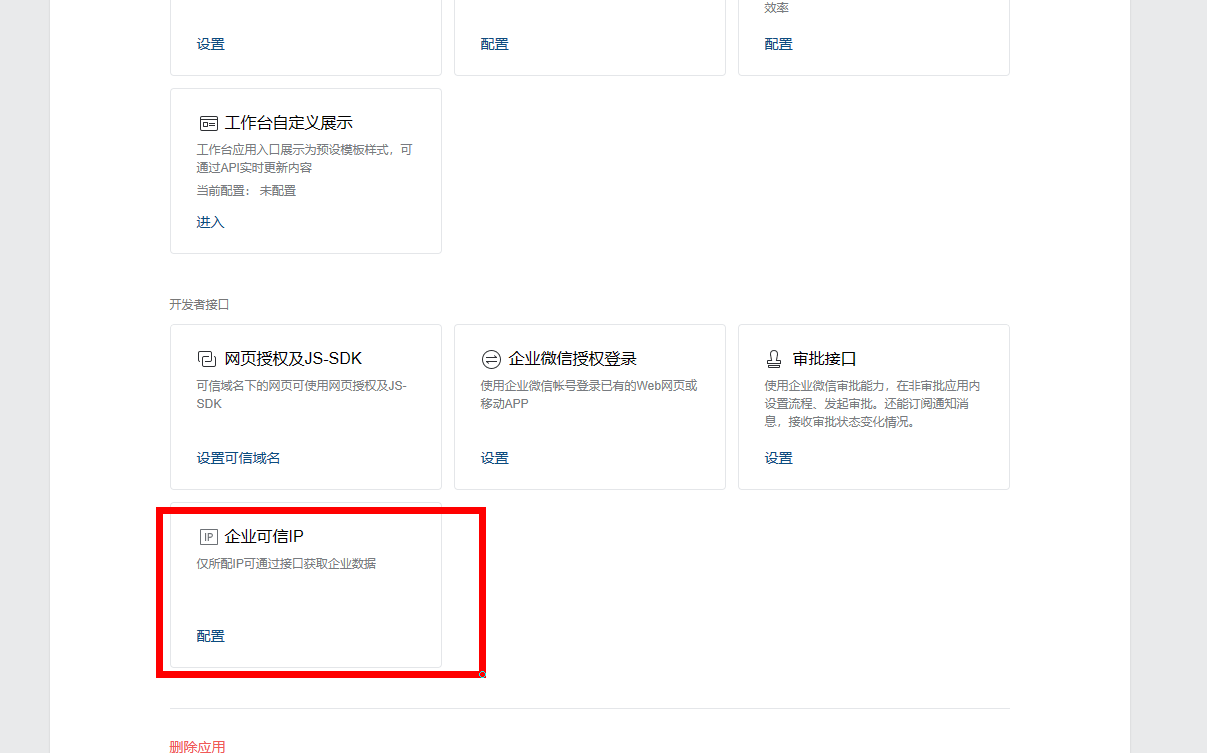 效率
设置
配置
配置
工作台自定义展示
工作台应用入口展示为预设模板样式，可
通过API实时更新内容
当前配置： 未配置
进入
开发者接口
网页授权及JS-SDK
可信域名下的网页可使用网页授权及JS-
SDK
设置可信域名
企业微信授权登录
使用企业微信帐号登录已有的Web网页或
移动APP
设置
审批接口
使用企业微信审批能力，在非审批应用内
设置流程、发起审批。还能订阅通知消
息，接收审批状态变化情况。
设置
IP 企业可信IP
仅所配IP可通过接口获取企业数据
配置
删除应用